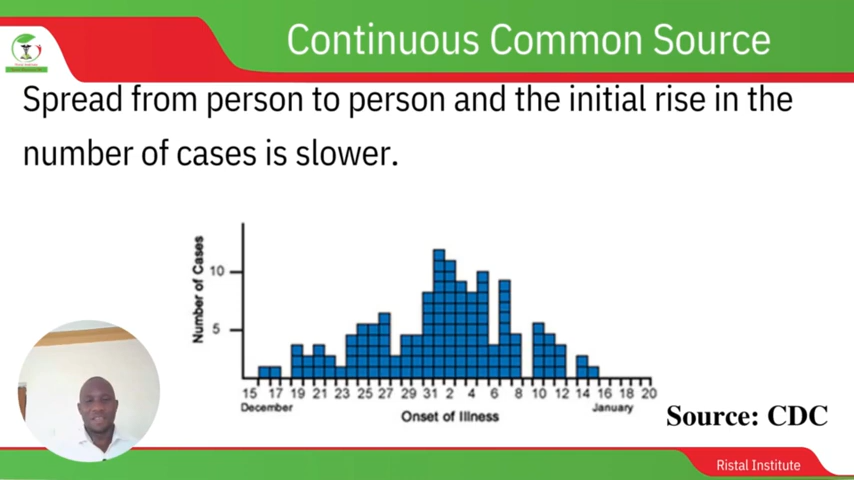 Continuous Common Source
Spread from person to person and the initial rise in the
number of cases is slower.
Number of Cases
10
5
15 17 19 21 23 25 27 29 31 2 4 6 8 10 12 14 16 18 20
December January
Onset of Illness
Source: CDC
Ristal Institute